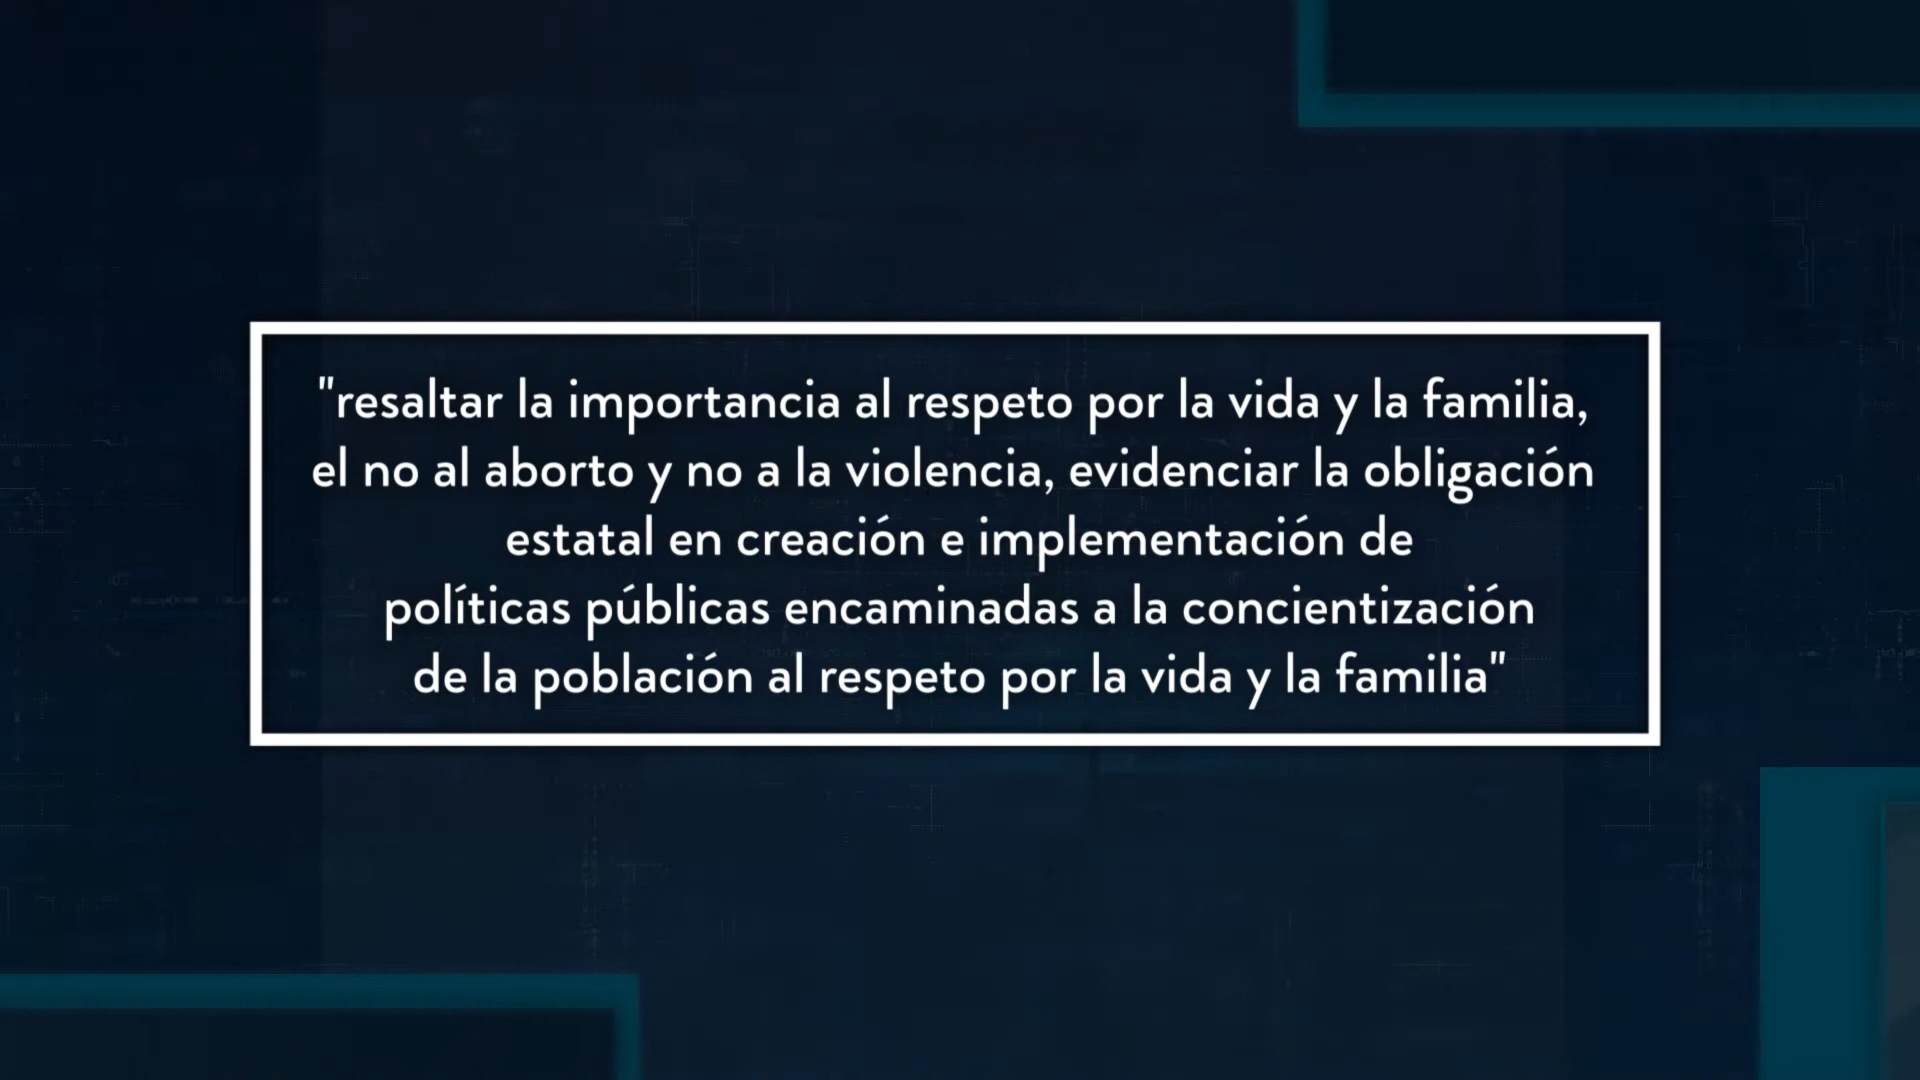 "resaltar la importancia al respeto por la vida y la familia,
el no al aborto y no a la violencia, evidenciar la obligación
estatal en creación e implementación de
políticas públicas encaminadas a la concientización
de la población al respeto por la vida y la familia"